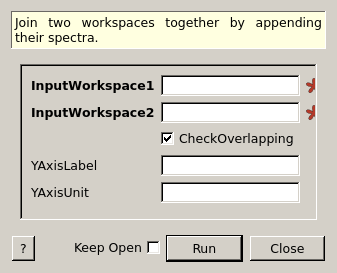 Join two workspaces together by appending
their spectra.
InputWorkspace1
InputWorkspace2
CheckOverlapping
YAxisLabel
YAxisUnit
? Keep Open Run Close